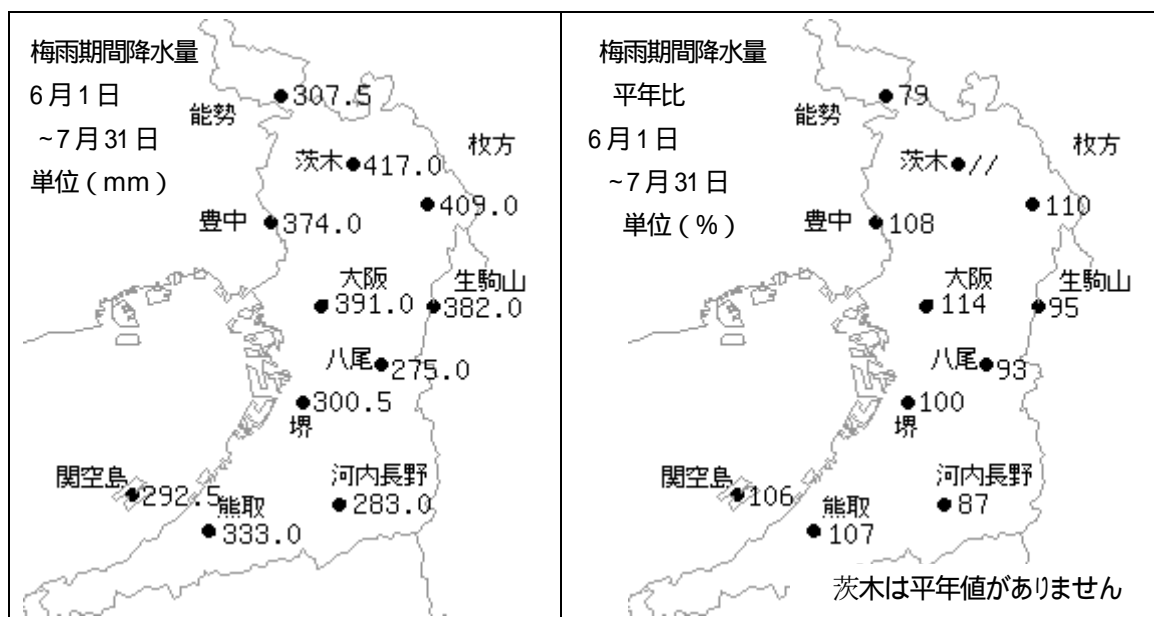 梅雨期間降水量
6月1日
~7月31日
単位(mm)
能勢
307.5
茨木
417.0
枚方
409.0
豊中
374.0
大阪
391.0
生駒山
382.0
八尾
275.0
堺
300.5
関空島
292.5
熊取
333.0
河内長野
283.0
梅雨期間降水量
平年比
6月1日
~7月31日
単位(%)
能勢
79
茨木
//
枚方
110
豊中
108
大阪
114
生駒山
95
八尾
93
堺
100
関空島
106
熊取
107
河内長野
87
茨木は平年値がありません